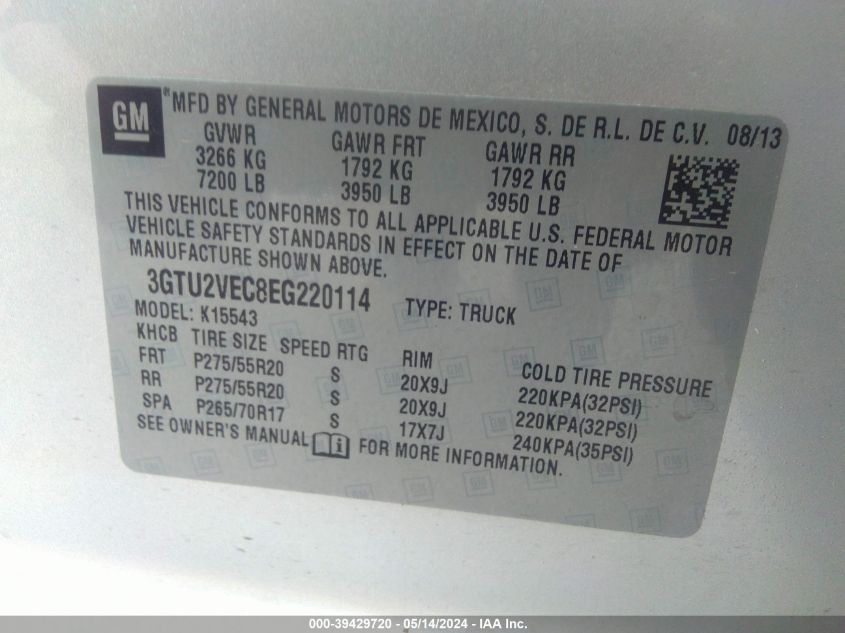 GM ® MFD BY GENERAL MOTORS DE MEXICO, S. DE R.L. DE C.V. 08/13
GVWR GAWR FRT GAWR RR
3266 KG 1792 KG 1792 KG
7200 LB 3950 LB 3950 LB
THIS VEHICLE CONFORMS TO ALL APPLICABLE U.S. FEDERAL MOTOR
VEHICLE SAFETY STANDARDS IN EFFECT ON THE DATE OF
MANUFACTURE SHOWN ABOVE.
3GTU2VEC8EG220114 TYPE: TRUCK
MODEL: K15543
KHCB TIRE SIZE SPEED RTG RIM COLD TIRE PRESSURE
FRT P275/55R20 S 20X9J 220KPA(32PSI)
RR P275/55R20 S 20X9J 220KPA(32PSI)
SPA P265/70R17 S 17X7J 240KPA(35PSI)
SEE OWNER'S MANUAL FOR MORE INFORMATION.
000-39429720 - 05/14/2024 - IAAI Inc.